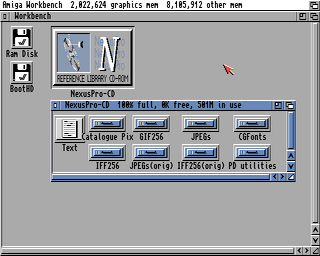 Amiga Workbench 2,022,624 graphics mem 8,105,912 other mem
Workbench
Ram Disk
BootHD
N
REFERENCE LIBRARY CD-ROM
NexusPro-CD
NexusPro-CD 100% full, 0K free, 501M in use
Text
Catalogue Pix GIF256 JPEGs CGFonts
IFF256 JPEGs(orig) IFF256(orig) PD utilities